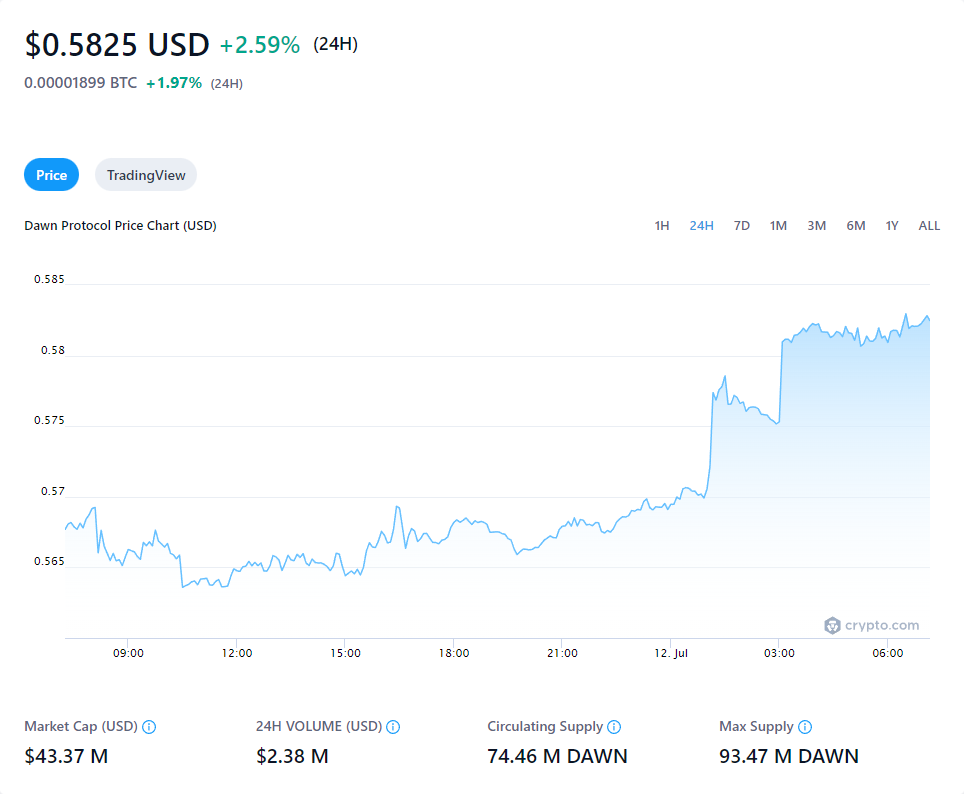 $0.5825 USD +2.59% (24H)
0.00001899 BTC +1.97% (24H)
Price TradingView
Dawn Protocol Price Chart (USD) 1H 24H 7D 1M 3M 6M 1Y ALL
0.585
0.58
0.575
0.57
0.565
crypto.com
09:00 12:00 15:00 18:00 21:00 12. Jul 03:00 06:00
Market Cap (USD) 24H VOLUME (USD) Circulating Supply Max Supply
$43.37 M $2.38 M 74.46 M DAWN 93.47 M DAWN